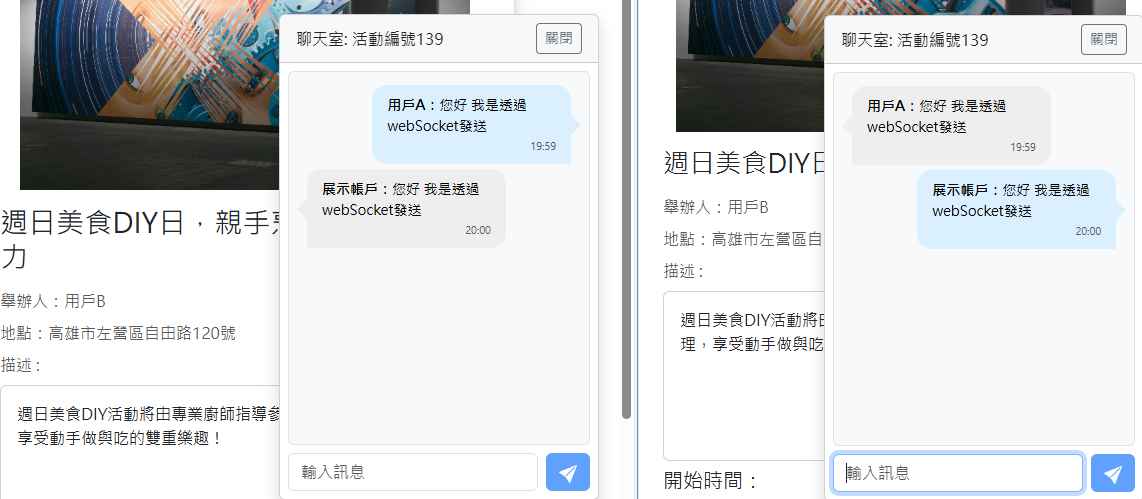 聊天室: 活動編號139
關閉
用戶A：您好 我是透過
webSocket發送
19:59
展示帳戶：您好 我是透過
webSocket發送
20:00
輸入訊息
週日美食DIY日，親手
力
舉辦人：用戶B
地點：高雄市左營區自由路120號
描述 :
週日美食DIY活動將由專業廚師指導參
享受動手做與吃的雙重樂趣！
聊天室: 活動編號139
關閉
用戶A：您好 我是透過
webSocket發送
19:59
展示帳戶：您好 我是透過
webSocket發送
20:00
輸入訊息
週日美食DIY
舉辦人：用戶B
地點：高雄市左營區自
描述 :
週日美食DIY活動將
理，享受動手做與吃
開始時間：